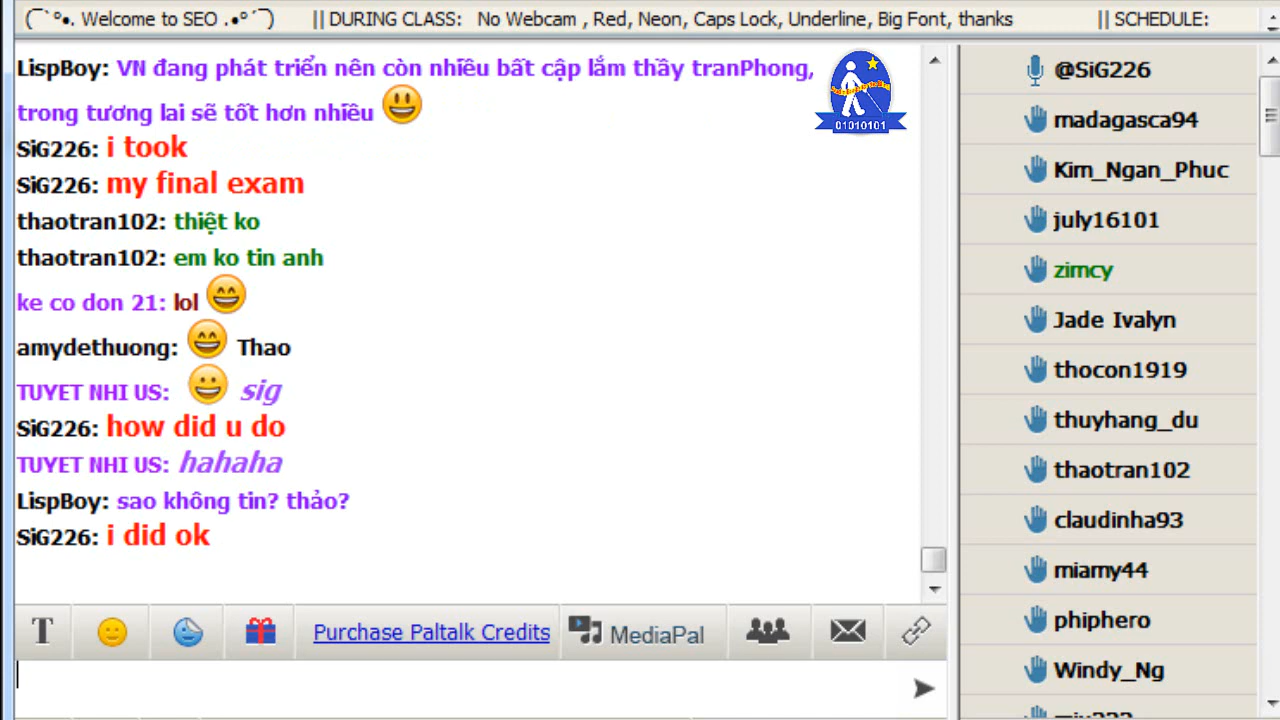 (¯`°•. Welcome to SEO .•°´¯) || DURING CLASS: No Webcam , Red, Neon, Caps Lock, Underline, Big Font, thanks || SCHEDULE:
LispBoy: VN đang phát triển nên còn nhiều bất cập lắm thầy tranPhong,
trong tương lai sẽ tốt hơn nhiều
SiG226: i took
SiG226: my final exam
thaotran102: thiệt ko
thaotran102: em ko tin anh
ke co don 21: lol
amydethuong: Thao
TUYET NHI US: sig
SiG226: how did u do
TUYET NHI US: hahaha
LispBoy: sao không tin? thảo?
SiG226: i did ok
01010101
T
Purchase Paltalk Credits
MediaPal
@SiG226
madagasca94
Kim_Ngan_Phuc
july16101
zimcy
Jade Ivalyn
thocon1919
thuyhang_du
thaotran102
claudinha93
miamy44
phiphero
Windy_Ng